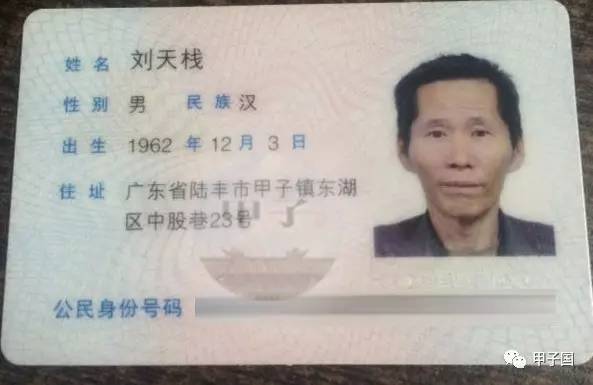 姓名 刘天栈
性别 男 民族 汉
出生 1962 年 12 月 3 日
住址 广东省陆丰市甲子镇东湖
区中股巷23号
甲子
公民身份号码
甲子国